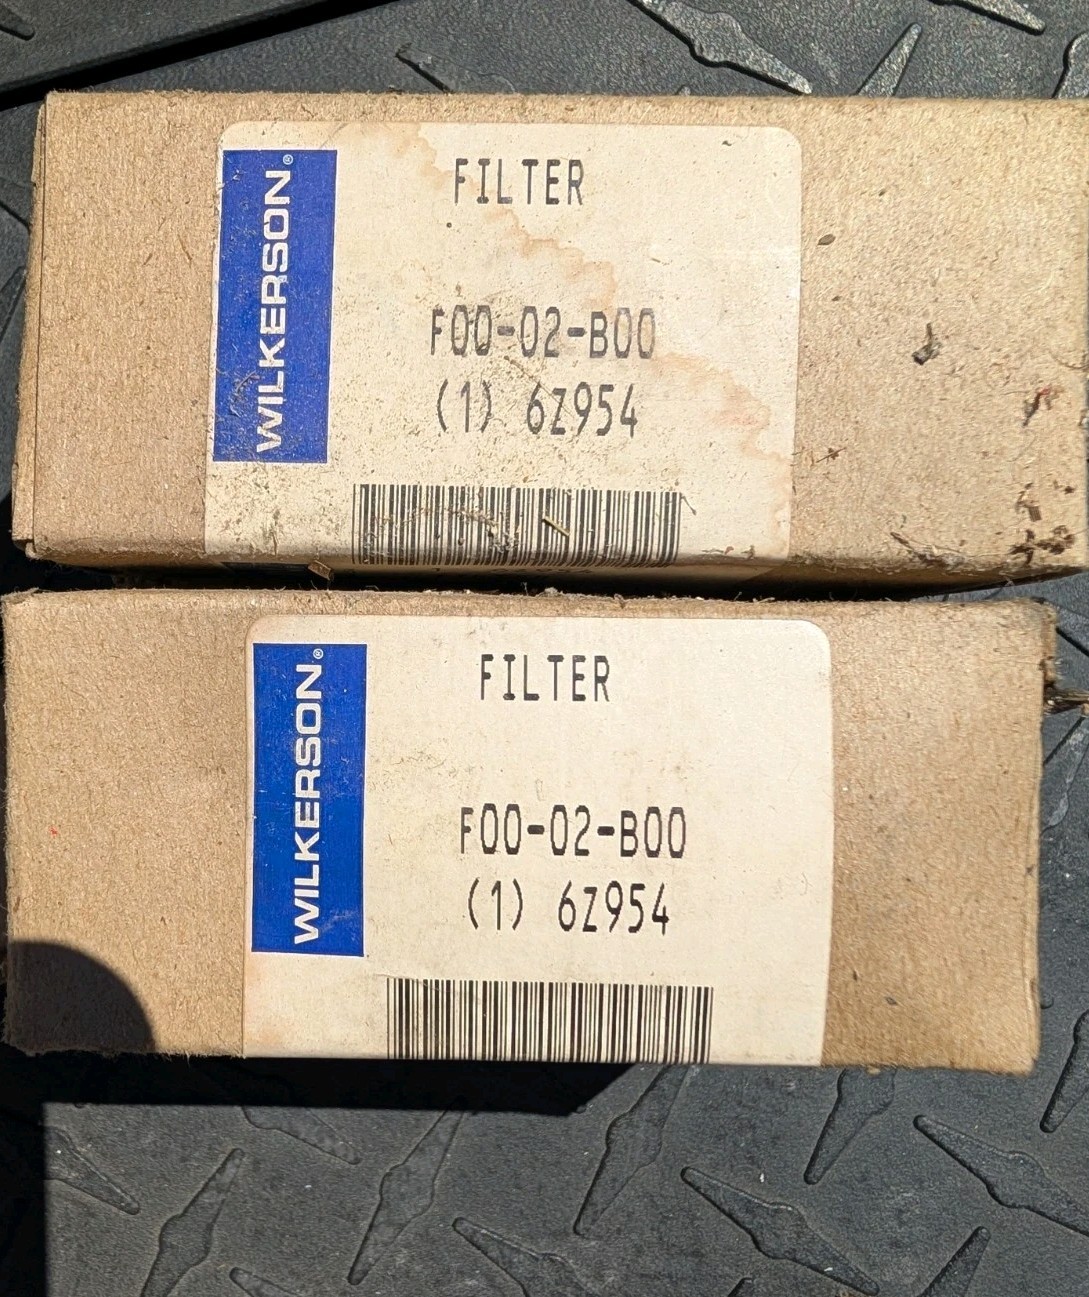 WILKERSON®
FILTER
F00-02-B00
(1) 6Z954
WILKERSON®
FILTER
F00-02-B00
(1) 6Z954